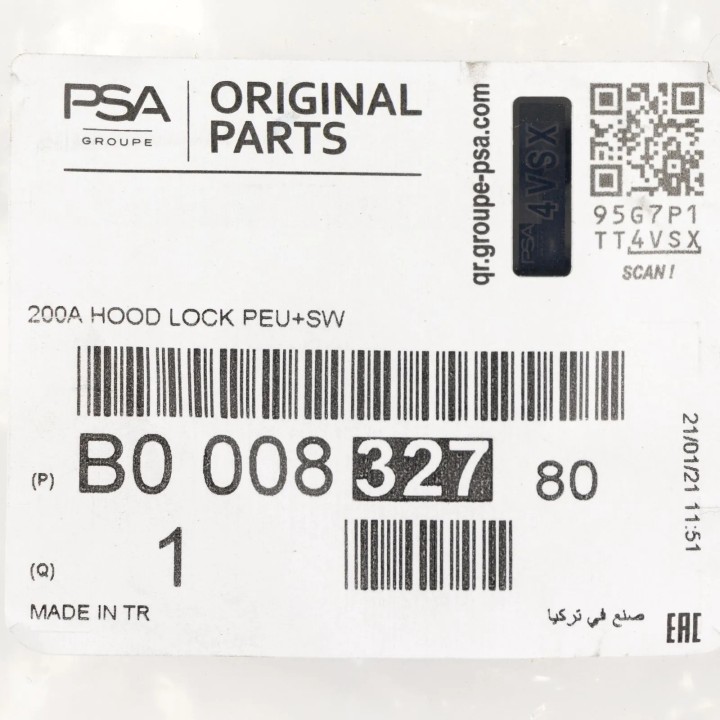 PSA
GROUPE
ORIGINAL
PARTS
qr.groupe-psa.com
PSA 4VSX
95G7P1
TT4VSX
SCAN!
200A HOOD LOCK PEU+SW
(P) B0 008 327 80
21/01/21 11:51
(Q) 1
MADE IN TR
صنع في تركيا
EAC